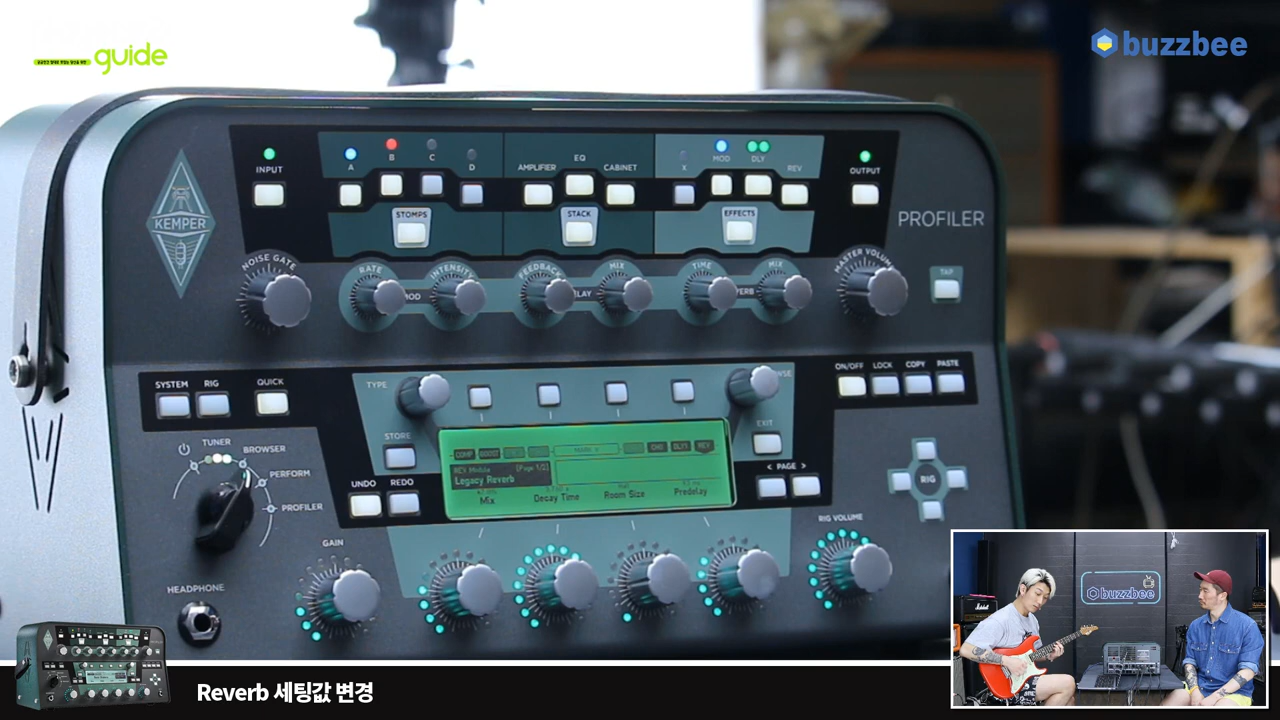 guide
buzzbee
INPUT
A
B
C
D
AMPLIFIER
EQ
CABINET
X
MOD
DLY
REV
OUTPUT
KEMPER
STOMPS
STACK
EFFECTS
PROFILER
NOISE GATE
RATE
INTENSITY
FEEDBACK
MIX
TIME
MIX
MASTER VOLUME
TAP
SYSTEM
RIG
QUICK
TYPE
ON/OFF
LOCK
COPY
PASTE
STORE
EXIT
UNDO
REDO
< PAGE >
TUNER
BROWSER
PERFORM
PROFILER
COMP
BOOST
CHO
DLY
REV
REV Module
(Page 1/2)
Legacy Reverb
Mix
Decay Time
Room Size
Predelay
RIG
GAIN
RIG VOLUME
HEADPHONE
buzzbee
Marshall
Reverb 세팅값 변경